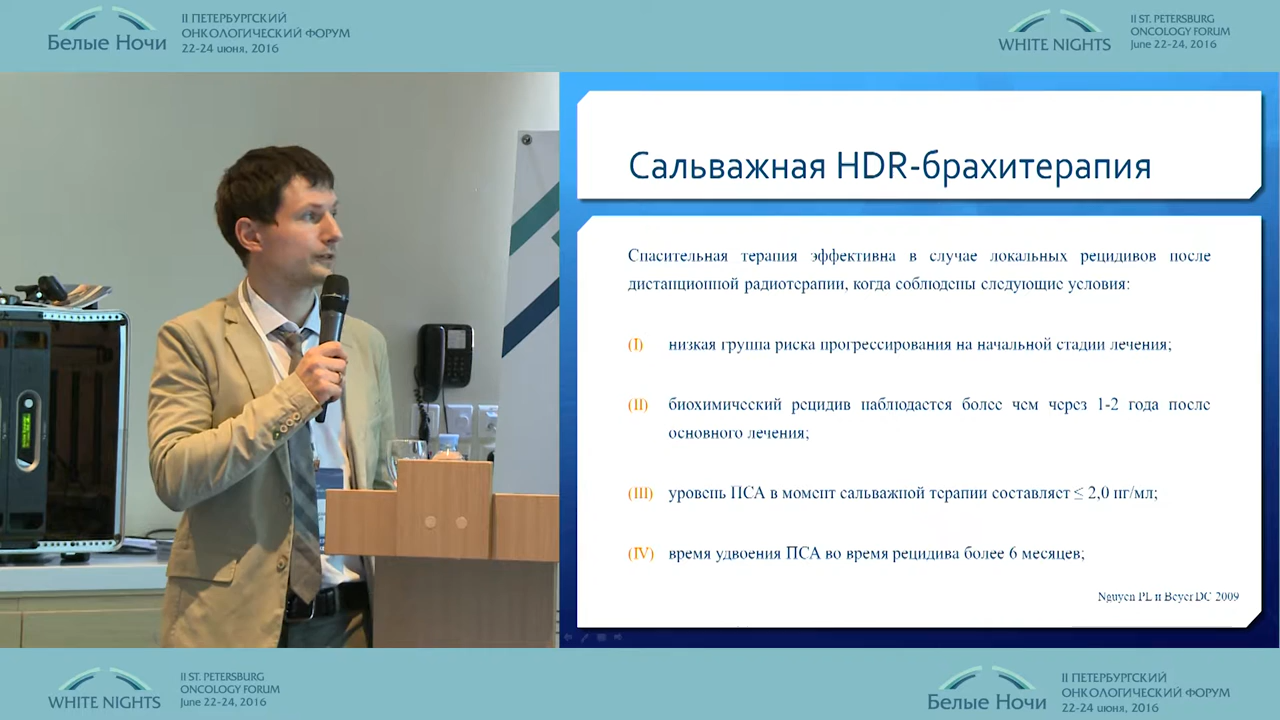 Белые Ночи
II ПЕТЕРБУРГСКИЙ
ОНКОЛОГИЧЕСКИЙ ФОРУМ
22-24 июня, 2016
WHITE NIGHTS
II ST. PETERSBURG
ONCOLOGY FORUM
June 22-24, 2016
Сальважная HDR-брахитерапия
Спасительная терапия эффективна в случае локальных рецидивов после
дистанционной радиотерапии, когда соблюдены следующие условия:
(I) низкая группа риска прогрессирования на начальной стадии лечения;
(II) биохимический рецидив наблюдается более чем через 1-2 года после
основного лечения;
(III) уровень ПСА в момент сальважной терапии составляет ≤ 2,0 нг/мл;
(IV) время удвоения ПСА во время рецидива более 6 месяцев;
Nguyen PL и Beyer DC 2009
WHITE NIGHTS
II ST. PETERSBURG
ONCOLOGY FORUM
June 22-24, 2016
Белые Ночи
II ПЕТЕРБУРГСКИЙ
ОНКОЛОГИЧЕСКИЙ ФОРУМ
22-24 июня, 2016